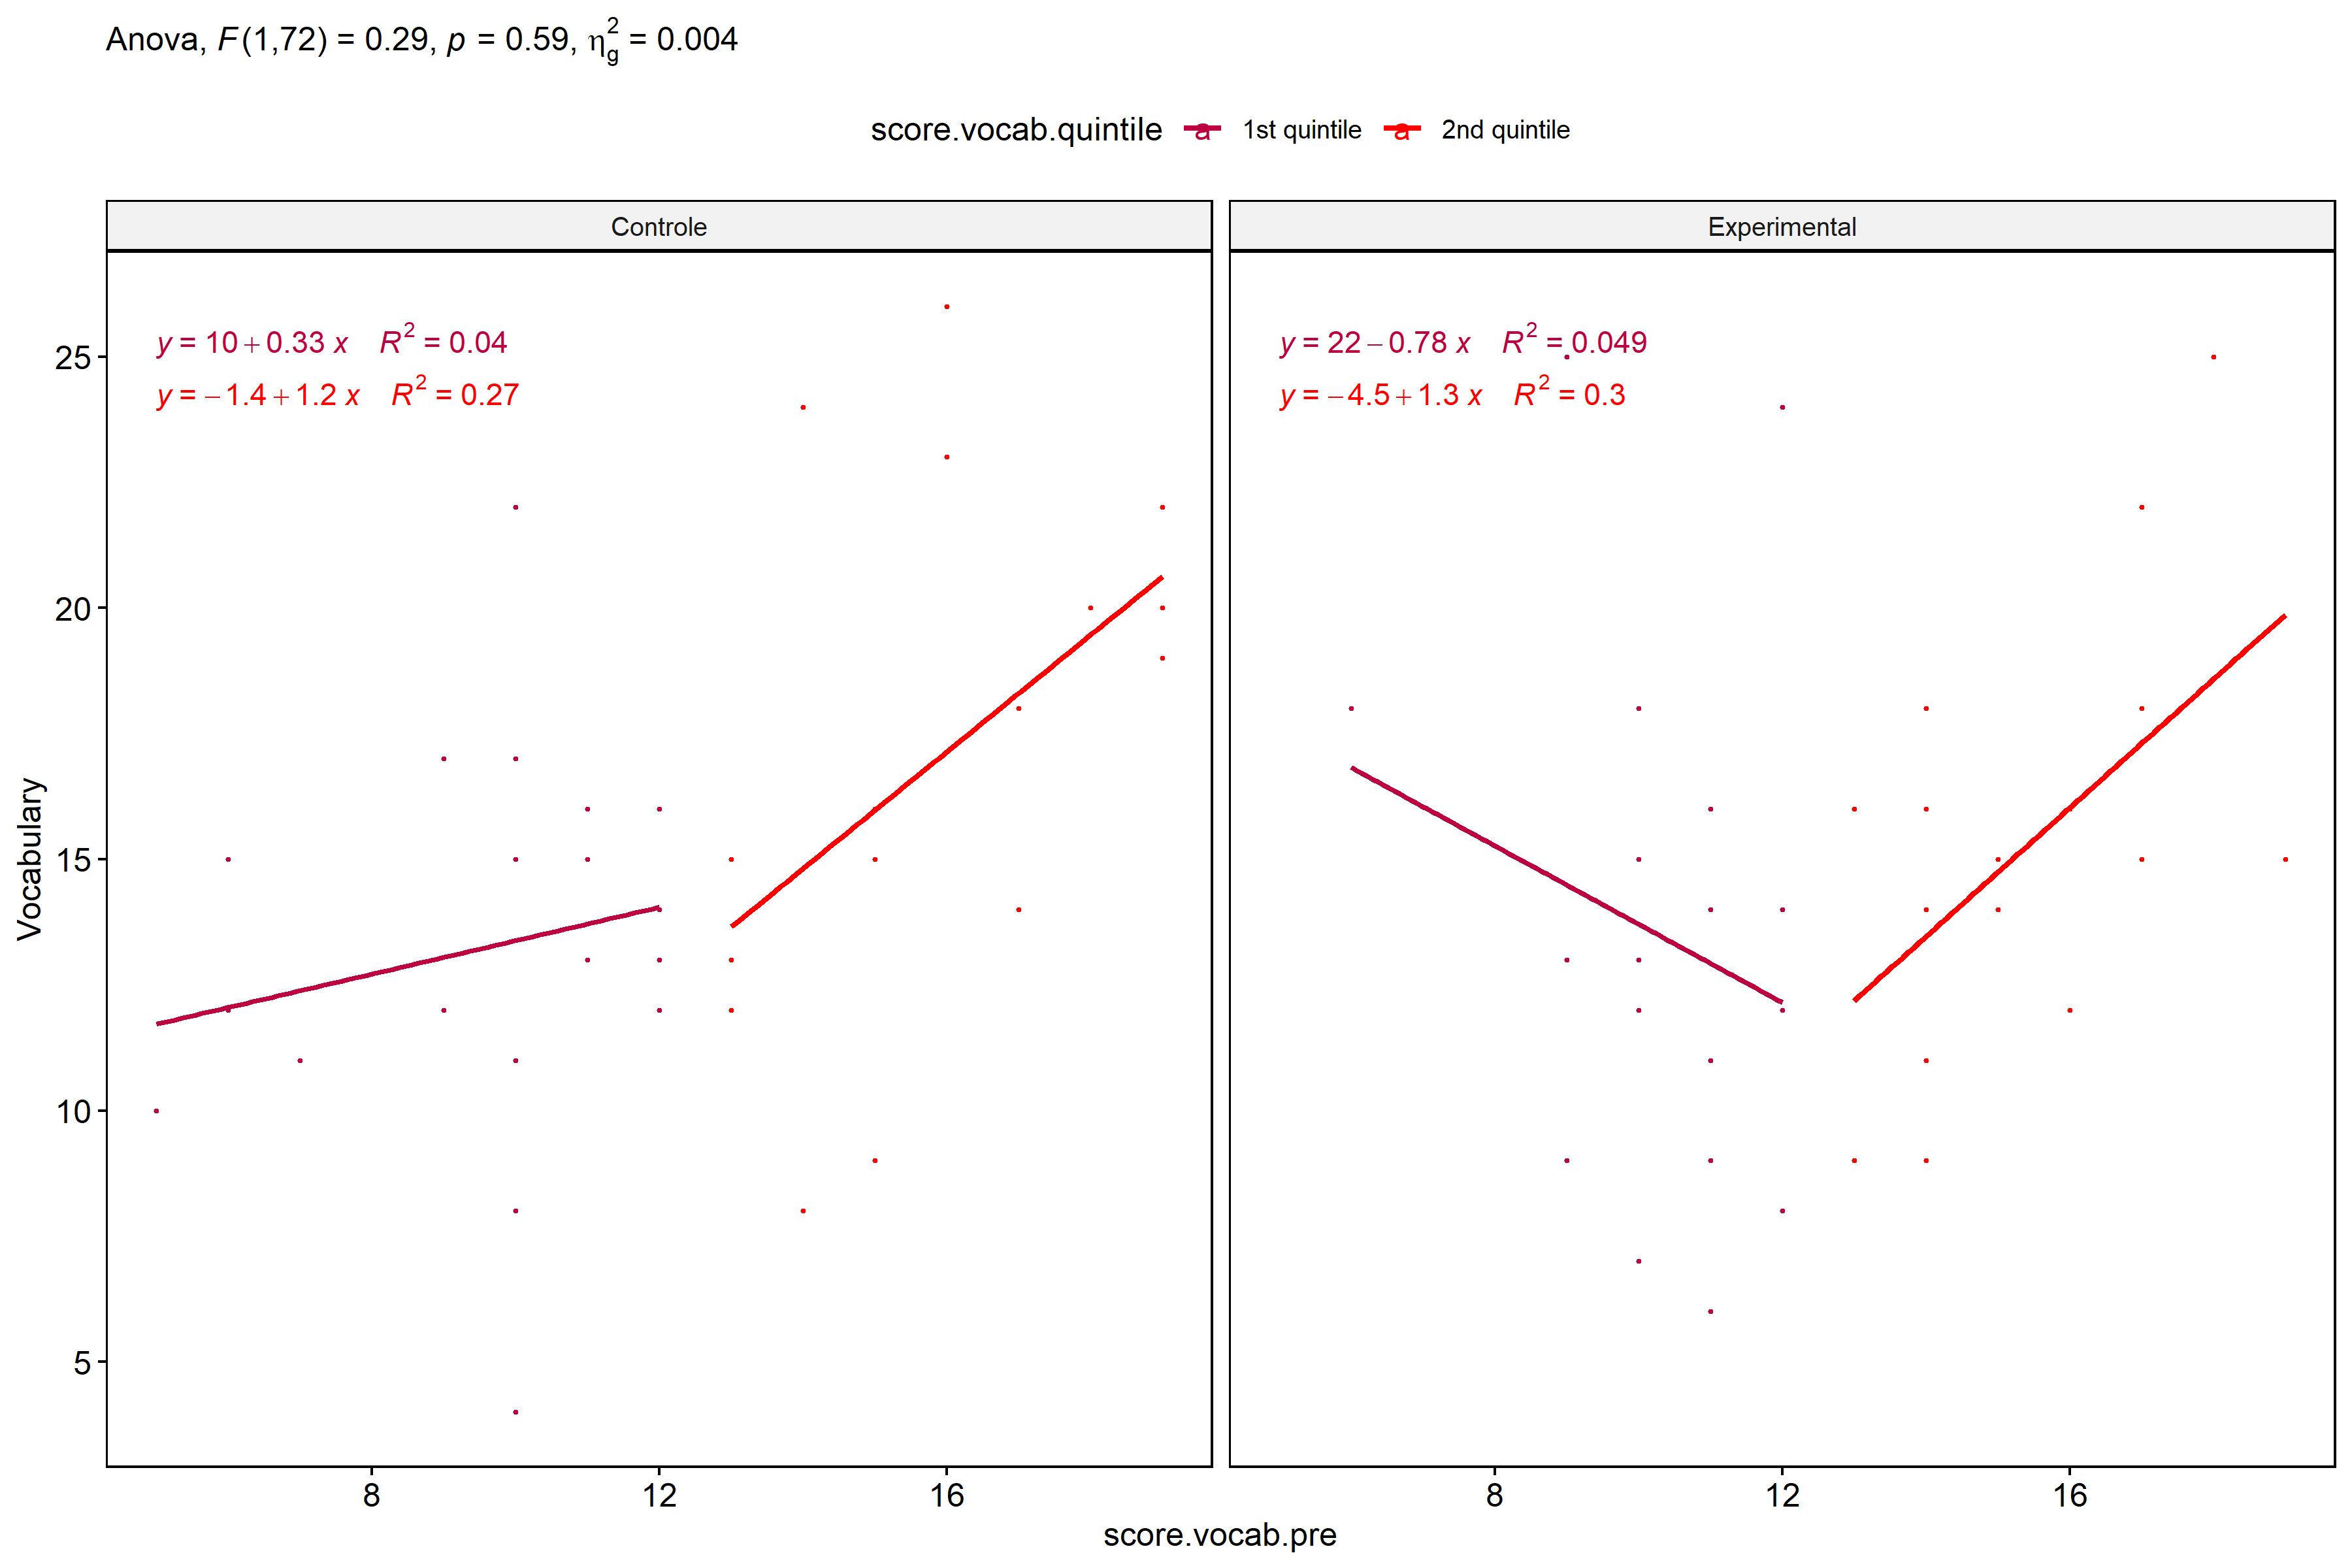 Anova, F(1,72) = 0.29, p = 0.59, η²g = 0.004
score.vocab.quintile a 1st quintile a 2nd quintile
Controle
Experimental
y = 10 + 0.33 x R² = 0.04
y = −1.4 + 1.2 x R² = 0.27
y = 22 − 0.78 x R² = 0.049
y = −4.5 + 1.3 x R² = 0.3
25
20
15
10
5
Vocabulary
8 12 16
8 12 16
score.vocab.pre